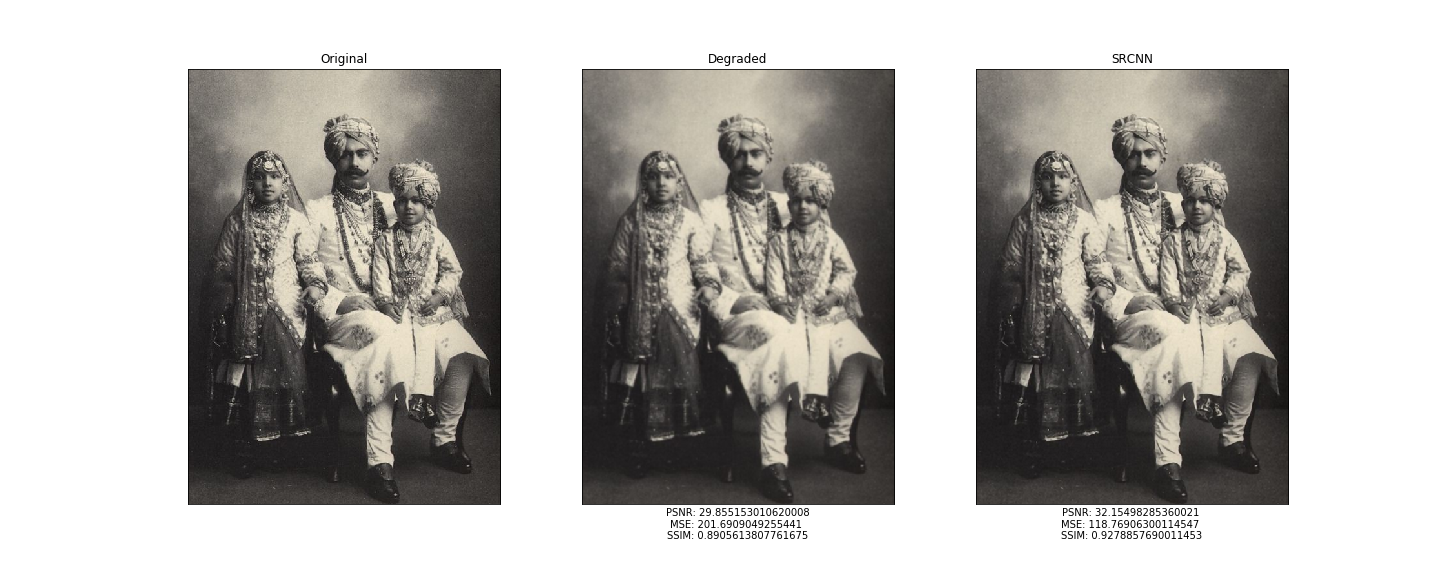 Original
Degraded
SRCNN
PSNR: 29.855153010620008
MSE: 201.6909049255441
SSIM: 0.8905613807761675
PSNR: 32.15498285360021
MSE: 118.76906300114547
SSIM: 0.9278857690011453